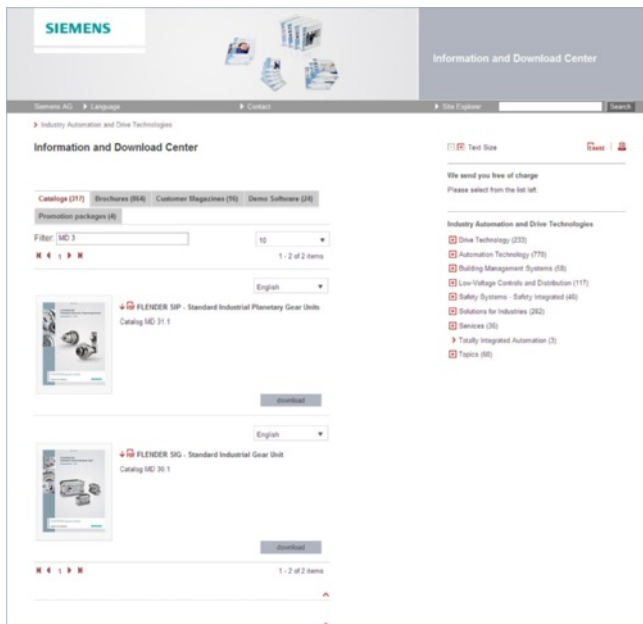 SIEMENS
Information and Download Center
Siemens AG
Language
Contact
Site Explorer
Search
Industry Automation and Drive Technologies
Information and Download Center
Text Size
We send you free of charge
Please select from the list left.
Catalogs (317)
Brochures (864)
Customer Magazines (16)
Demo Software (24)
Promotion packages (4)
Filter: MD 3
10
1
1 - 2 of 2 items
English
FLENDER SIP - Standard Industrial Planetary Gear Units
Catalog MD 31.1
download
English
FLENDER SIG - Standard Industrial Gear Unit
Catalog MD 30.1
download
1
1 - 2 of 2 items
Industry Automation and Drive Technologies
Drive Technology (233)
Automation Technology (770)
Building Management Systems (58)
Low-Voltage Controls and Distribution (117)
Safety Systems - Safety Integrated (46)
Solutions for Industries (282)
Services (36)
Totally Integrated Automation (3)
Topics (60)